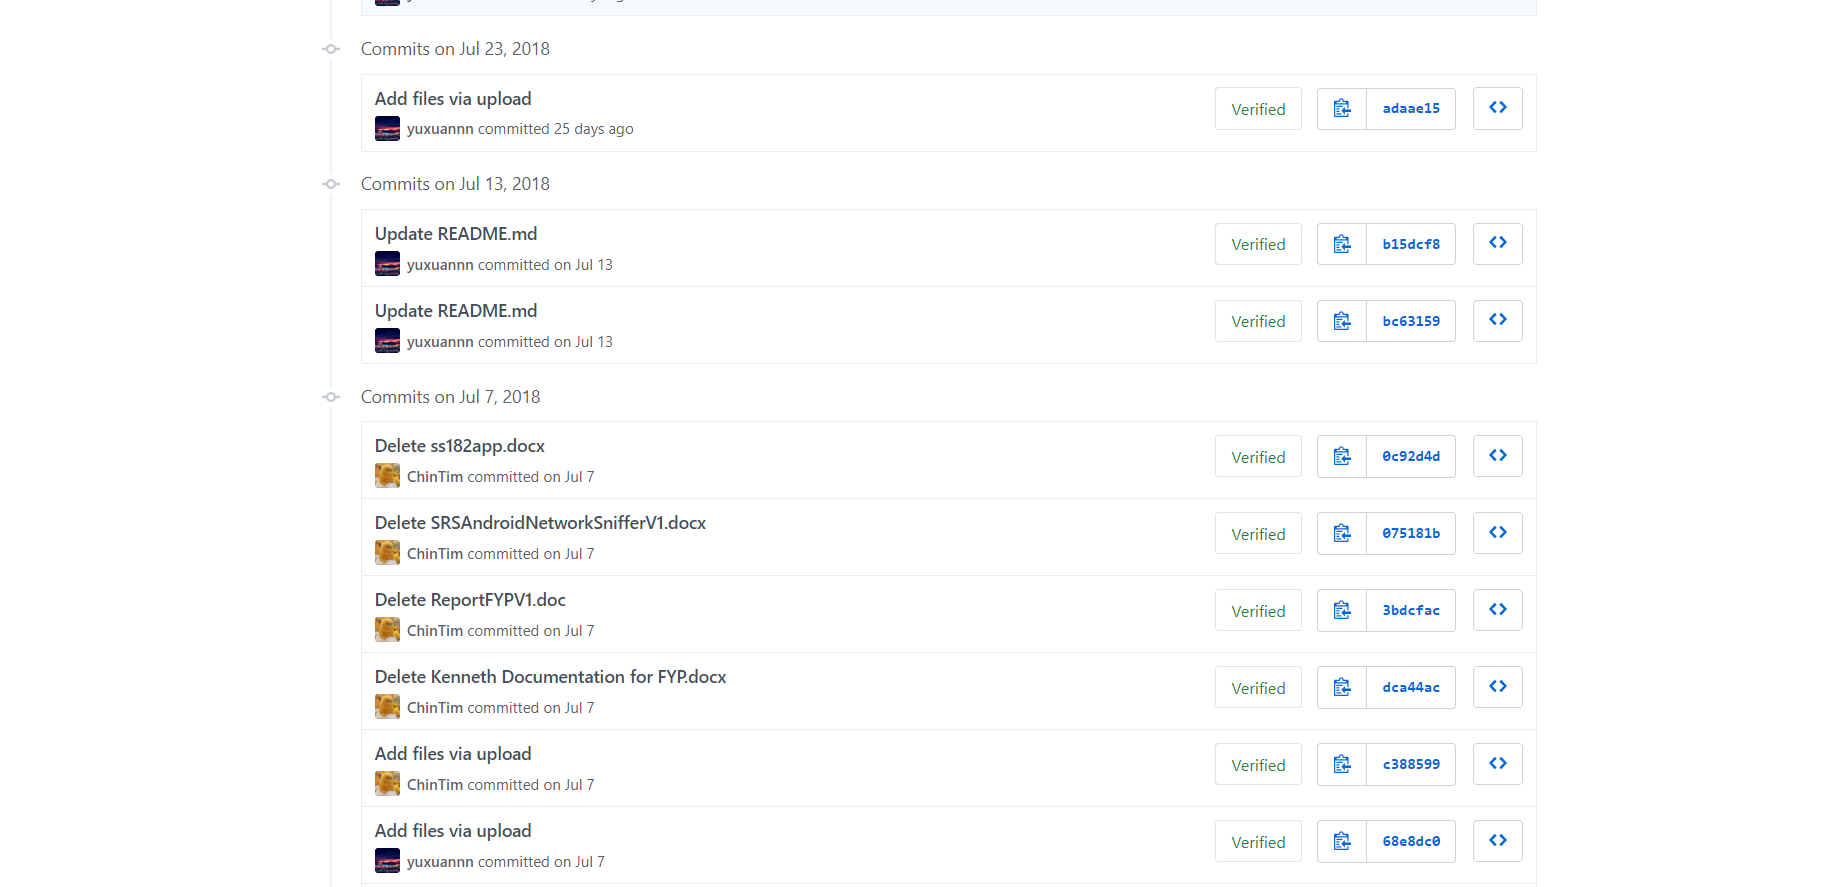 Commits on Jul 23, 2018
Add files via upload
yuxuannn committed 25 days ago
Verified
adaae15
Commits on Jul 13, 2018
Update README.md
yuxuannn committed on Jul 13
Verified
b15dcf8
Update README.md
yuxuannn committed on Jul 13
Verified
bc63159
Commits on Jul 7, 2018
Delete ss182app.docx
ChinTim committed on Jul 7
Verified
0c92d4d
Delete SRSAndroidNetworkSnifferV1.docx
ChinTim committed on Jul 7
Verified
075181b
Delete ReportFYPV1.doc
ChinTim committed on Jul 7
Verified
3bdcfac
Delete Kenneth Documentation for FYP.docx
ChinTim committed on Jul 7
Verified
dca44ac
Add files via upload
ChinTim committed on Jul 7
Verified
c388599
Add files via upload
yuxuannn committed on Jul 7
Verified
68e8dc0